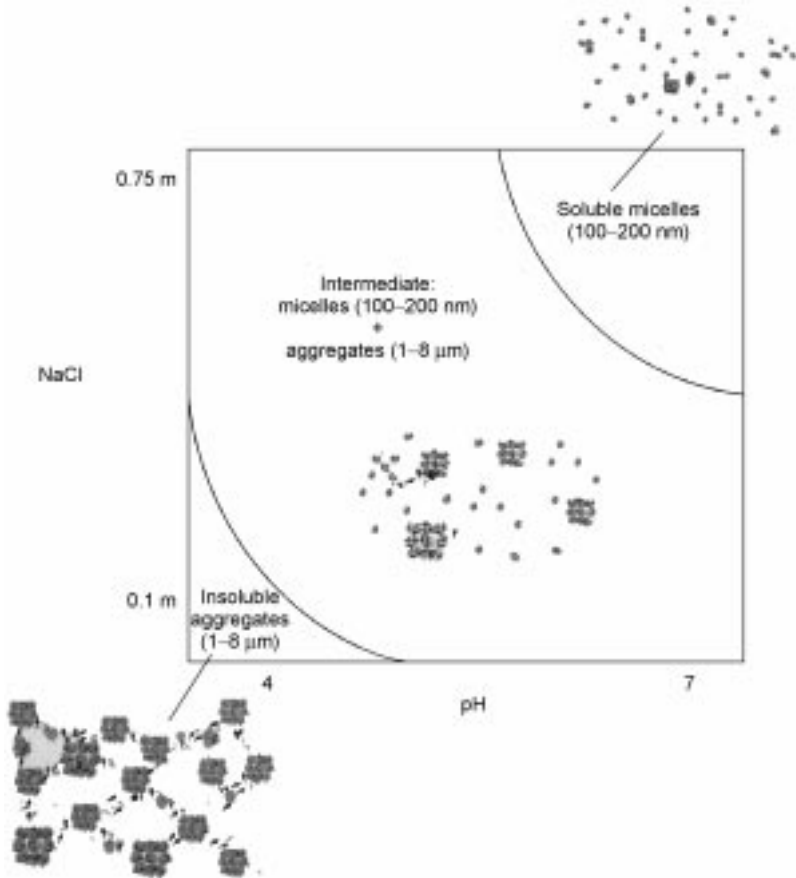 0.75 m
Soluble micelles
(100–200 nm)
Intermediate:
micelles (100–200 nm)
+
aggregates (1–8 μm)
NaCl
0.1 m
Insoluble
aggregates
(1–8 μm)
4
7
pH